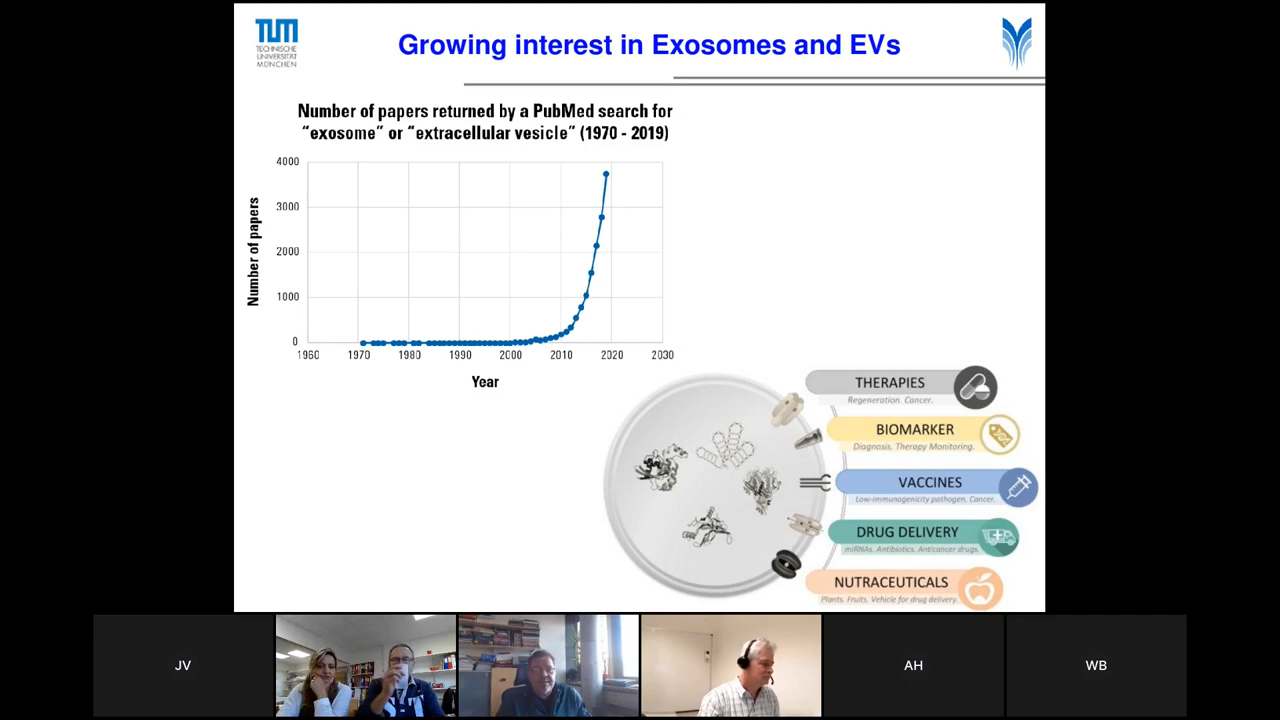 TUM
TECHNISCHE
UNIVERSITÄT
MÜNCHEN
Growing interest in Exosomes and EVs
Number of papers returned by a PubMed search for
“exosome” or “extracellular vesicle” (1970 - 2019)
4000
3000
2000
1000
0
Number of papers
1960 1970 1980 1990 2000 2010 2020 2030
Year
THERAPIES
Regeneration. Cancer.
BIOMARKER
Diagnosis. Therapy Monitoring.
VACCINES
Low-immunogenicity pathogen. Cancer.
DRUG DELIVERY
miRNAs. Antibiotics. Anticancer drugs.
NUTRACEUTICALS
Plants. Fruits. Vehicle for drug delivery.
JV
AH
WB